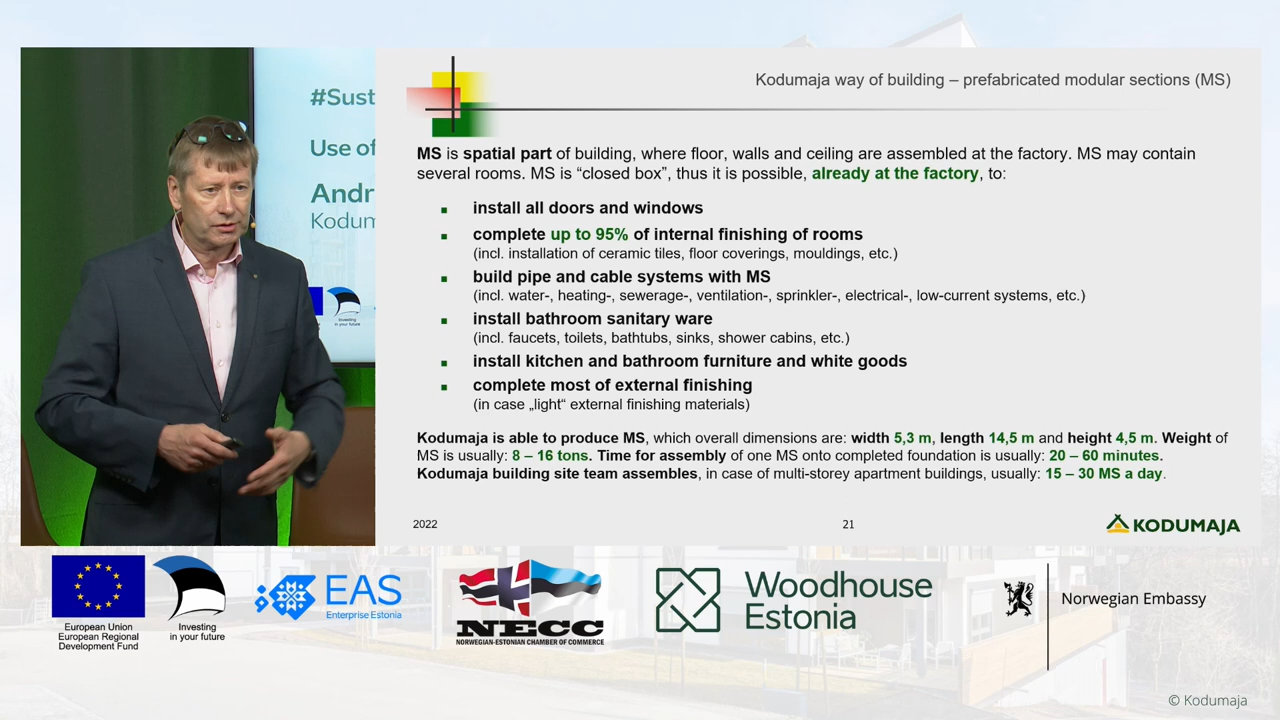 #Sust
Use of
Andr
Kodum
Investing
in your future
Kodumaja way of building – prefabricated modular sections (MS)
MS is spatial part of building, where floor, walls and ceiling are assembled at the factory. MS may contain
several rooms. MS is “closed box”, thus it is possible, already at the factory, to:
▪ install all doors and windows
▪ complete up to 95% of internal finishing of rooms
(incl. installation of ceramic tiles, floor coverings, mouldings, etc.)
▪ build pipe and cable systems with MS
(incl. water-, heating-, sewerage-, ventilation-, sprinkler-, electrical-, low-current systems, etc.)
▪ install bathroom sanitary ware
(incl. faucets, toilets, bathtubs, sinks, shower cabins, etc.)
▪ install kitchen and bathroom furniture and white goods
▪ complete most of external finishing
(in case „light“ external finishing materials)
Kodumaja is able to produce MS, which overall dimensions are: width 5,3 m, length 14,5 m and height 4,5 m. Weight of
MS is usually: 8 – 16 tons. Time for assembly of one MS onto completed foundation is usually: 20 – 60 minutes.
Kodumaja building site team assembles, in case of multi-storey apartment buildings, usually: 15 – 30 MS a day.
2022
21
KODUMAJA
European Union
European Regional
Development Fund
Investing
in your future
EAS
Enterprise Estonia
NECC
NORWEGIAN-ESTONIAN CHAMBER OF COMMERCE
Woodhouse
Estonia
Norwegian Embassy
© Kodumaja